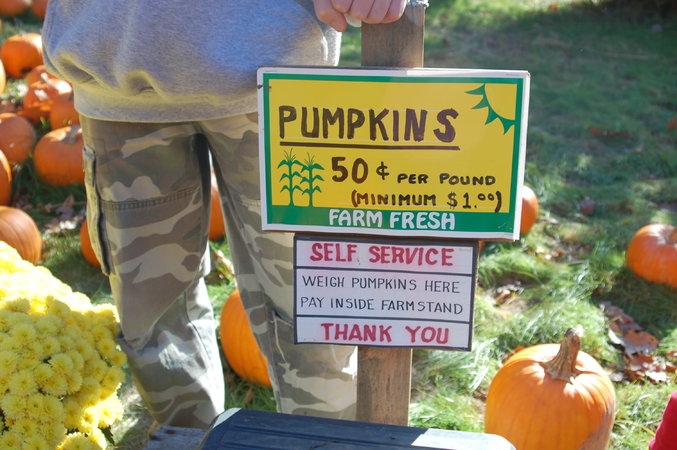 PUMPKINS
50¢ PER POUND
(MINIMUM $1.00)
FARM FRESH
SELF SERVICE
WEIGH PUMPKINS HERE
PAY INSIDE FARMSTAND
THANK YOU